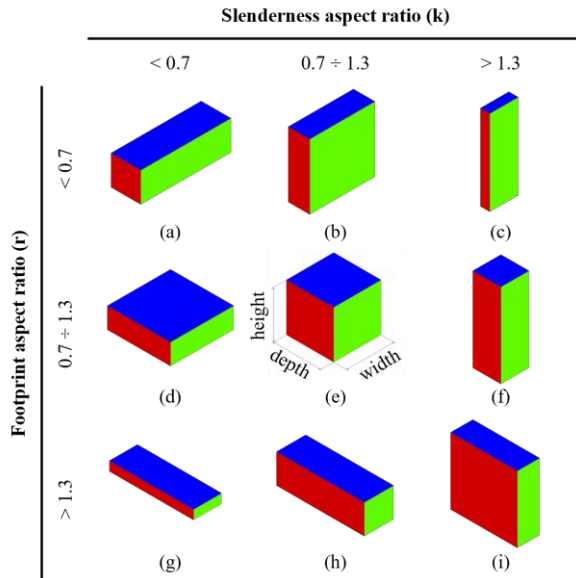 Slenderness aspect ratio (k)
< 0.7
0.7 ÷ 1.3
> 1.3
Footprint aspect ratio (r)
< 0.7
(a)
(b)
(c)
0.7 ÷ 1.3
height
depth
width
(d)
(e)
(f)
> 1.3
(g)
(h)
(i)